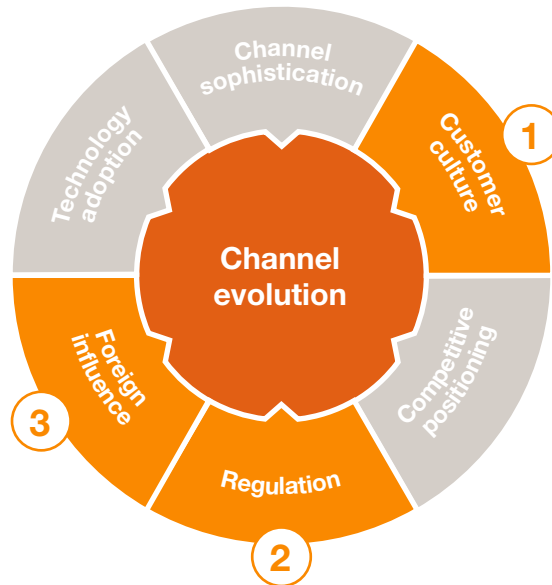 Channel
sophistication
Customer
culture
1
Competitive
positioning
Regulation
2
Foreign
influence
3
Technology
adoption
Channel
evolution